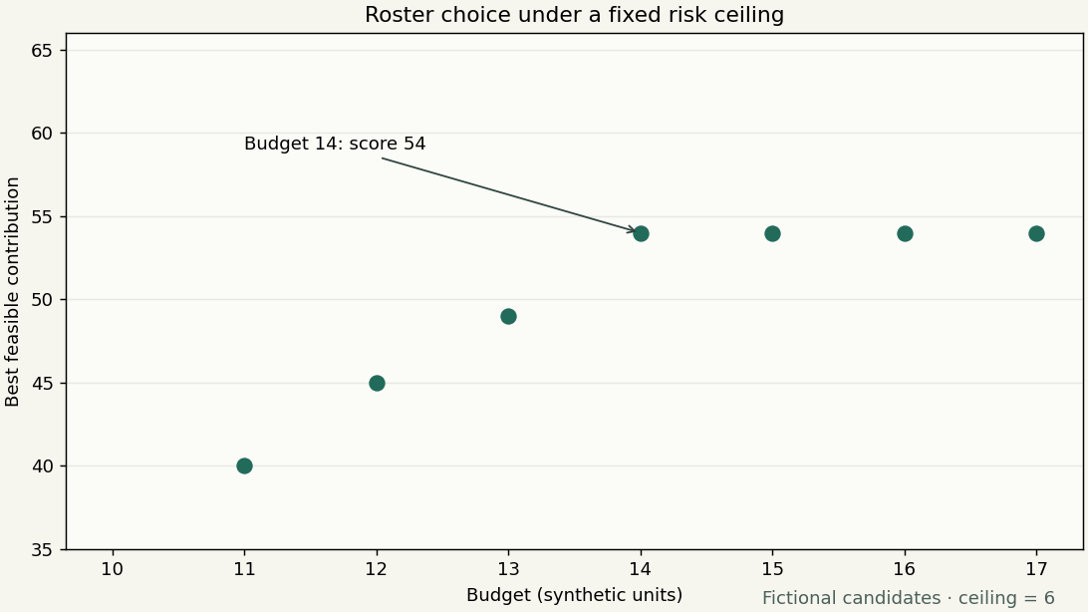 Roster choice under a fixed risk ceiling
Best feasible contribution
65
60
55
50
45
40
35
Budget 14: score 54
10 11 12 13 14 15 16 17
Budget (synthetic units)
Fictional candidates · ceiling = 6